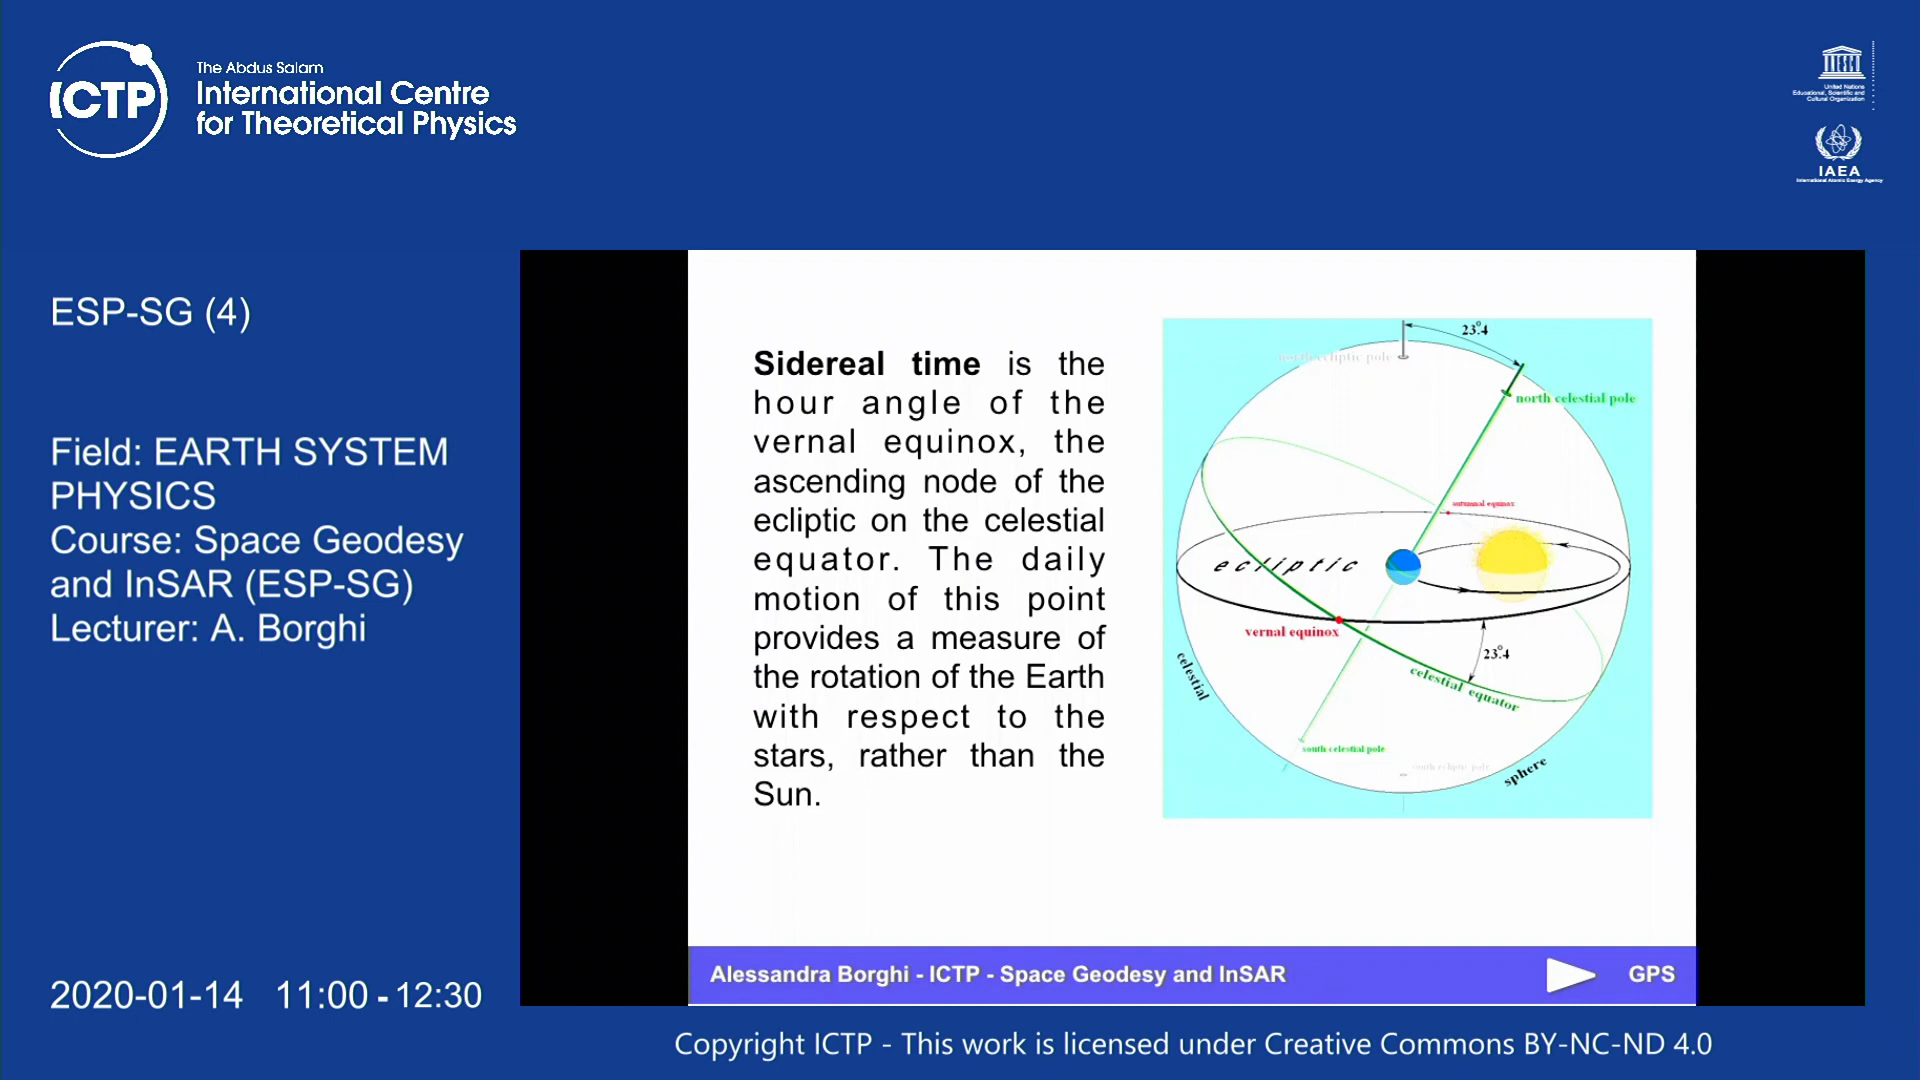 ICTP
The Abdus Salam
International Centre
for Theoretical Physics
United Nations
Educational, Scientific and
Cultural Organization
IAEA
International Atomic Energy Agency
ESP-SG (4)
Field: EARTH SYSTEM
PHYSICS
Course: Space Geodesy
and InSAR (ESP-SG)
Lecturer: A. Borghi
2020-01-14 11:00 - 12:30
Sidereal time is the
hour angle of the
vernal equinox, the
ascending node of the
ecliptic on the celestial
equator. The daily
motion of this point
provides a measure of
the rotation of the Earth
with respect to the
stars, rather than the
Sun.
23°.4
north ecliptic pole
north celestial pole
autumnal equinox
ecliptic
vernal equinox
23°.4
celestial
celestial equator
south celestial pole
south ecliptic pole
sphere
Alessandra Borghi - ICTP - Space Geodesy and InSAR
GPS
Copyright ICTP - This work is licensed under Creative Commons BY-NC-ND 4.0